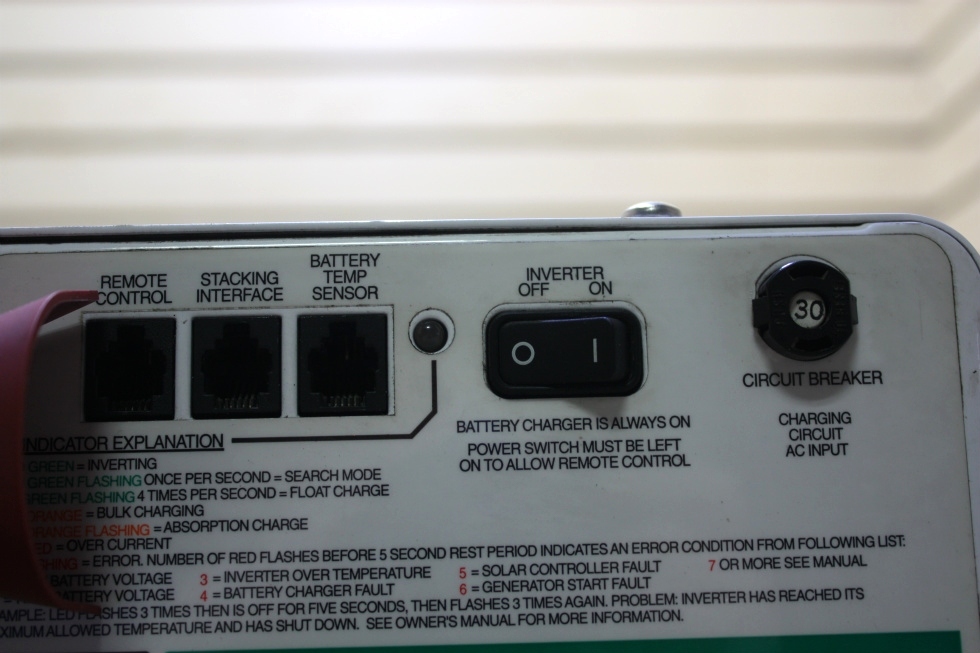 REMOTE
CONTROL
STACKING
INTERFACE
BATTERY
TEMP
SENSOR
INVERTER
OFF ON
O I
30
CIRCUIT BREAKER
CHARGING
CIRCUIT
AC INPUT
BATTERY CHARGER IS ALWAYS ON
POWER SWITCH MUST BE LEFT
ON TO ALLOW REMOTE CONTROL
INDICATOR EXPLANATION
GREEN = INVERTING
GREEN FLASHING ONCE PER SECOND = SEARCH MODE
GREEN FLASHING 4 TIMES PER SECOND = FLOAT CHARGE
ORANGE = BULK CHARGING
ORANGE FLASHING = ABSORPTION CHARGE
= OVER CURRENT
= ERROR. NUMBER OF RED FLASHES BEFORE 5 SECOND REST PERIOD INDICATES AN ERROR CONDITION FROM FOLLOWING LIST:
BATTERY VOLTAGE 3 = INVERTER OVER TEMPERATURE 5 = SOLAR CONTROLLER FAULT 7 OR MORE SEE MANUAL
BATTERY VOLTAGE 4 = BATTERY CHARGER FAULT 6 = GENERATOR START FAULT
LED FLASHES 3 TIMES THEN IS OFF FOR FIVE SECONDS, THEN FLASHES 3 TIMES AGAIN. PROBLEM: INVERTER HAS REACHED ITS
ALLOWED TEMPERATURE AND HAS SHUT DOWN. SEE OWNER'S MANUAL FOR MORE INFORMATION.